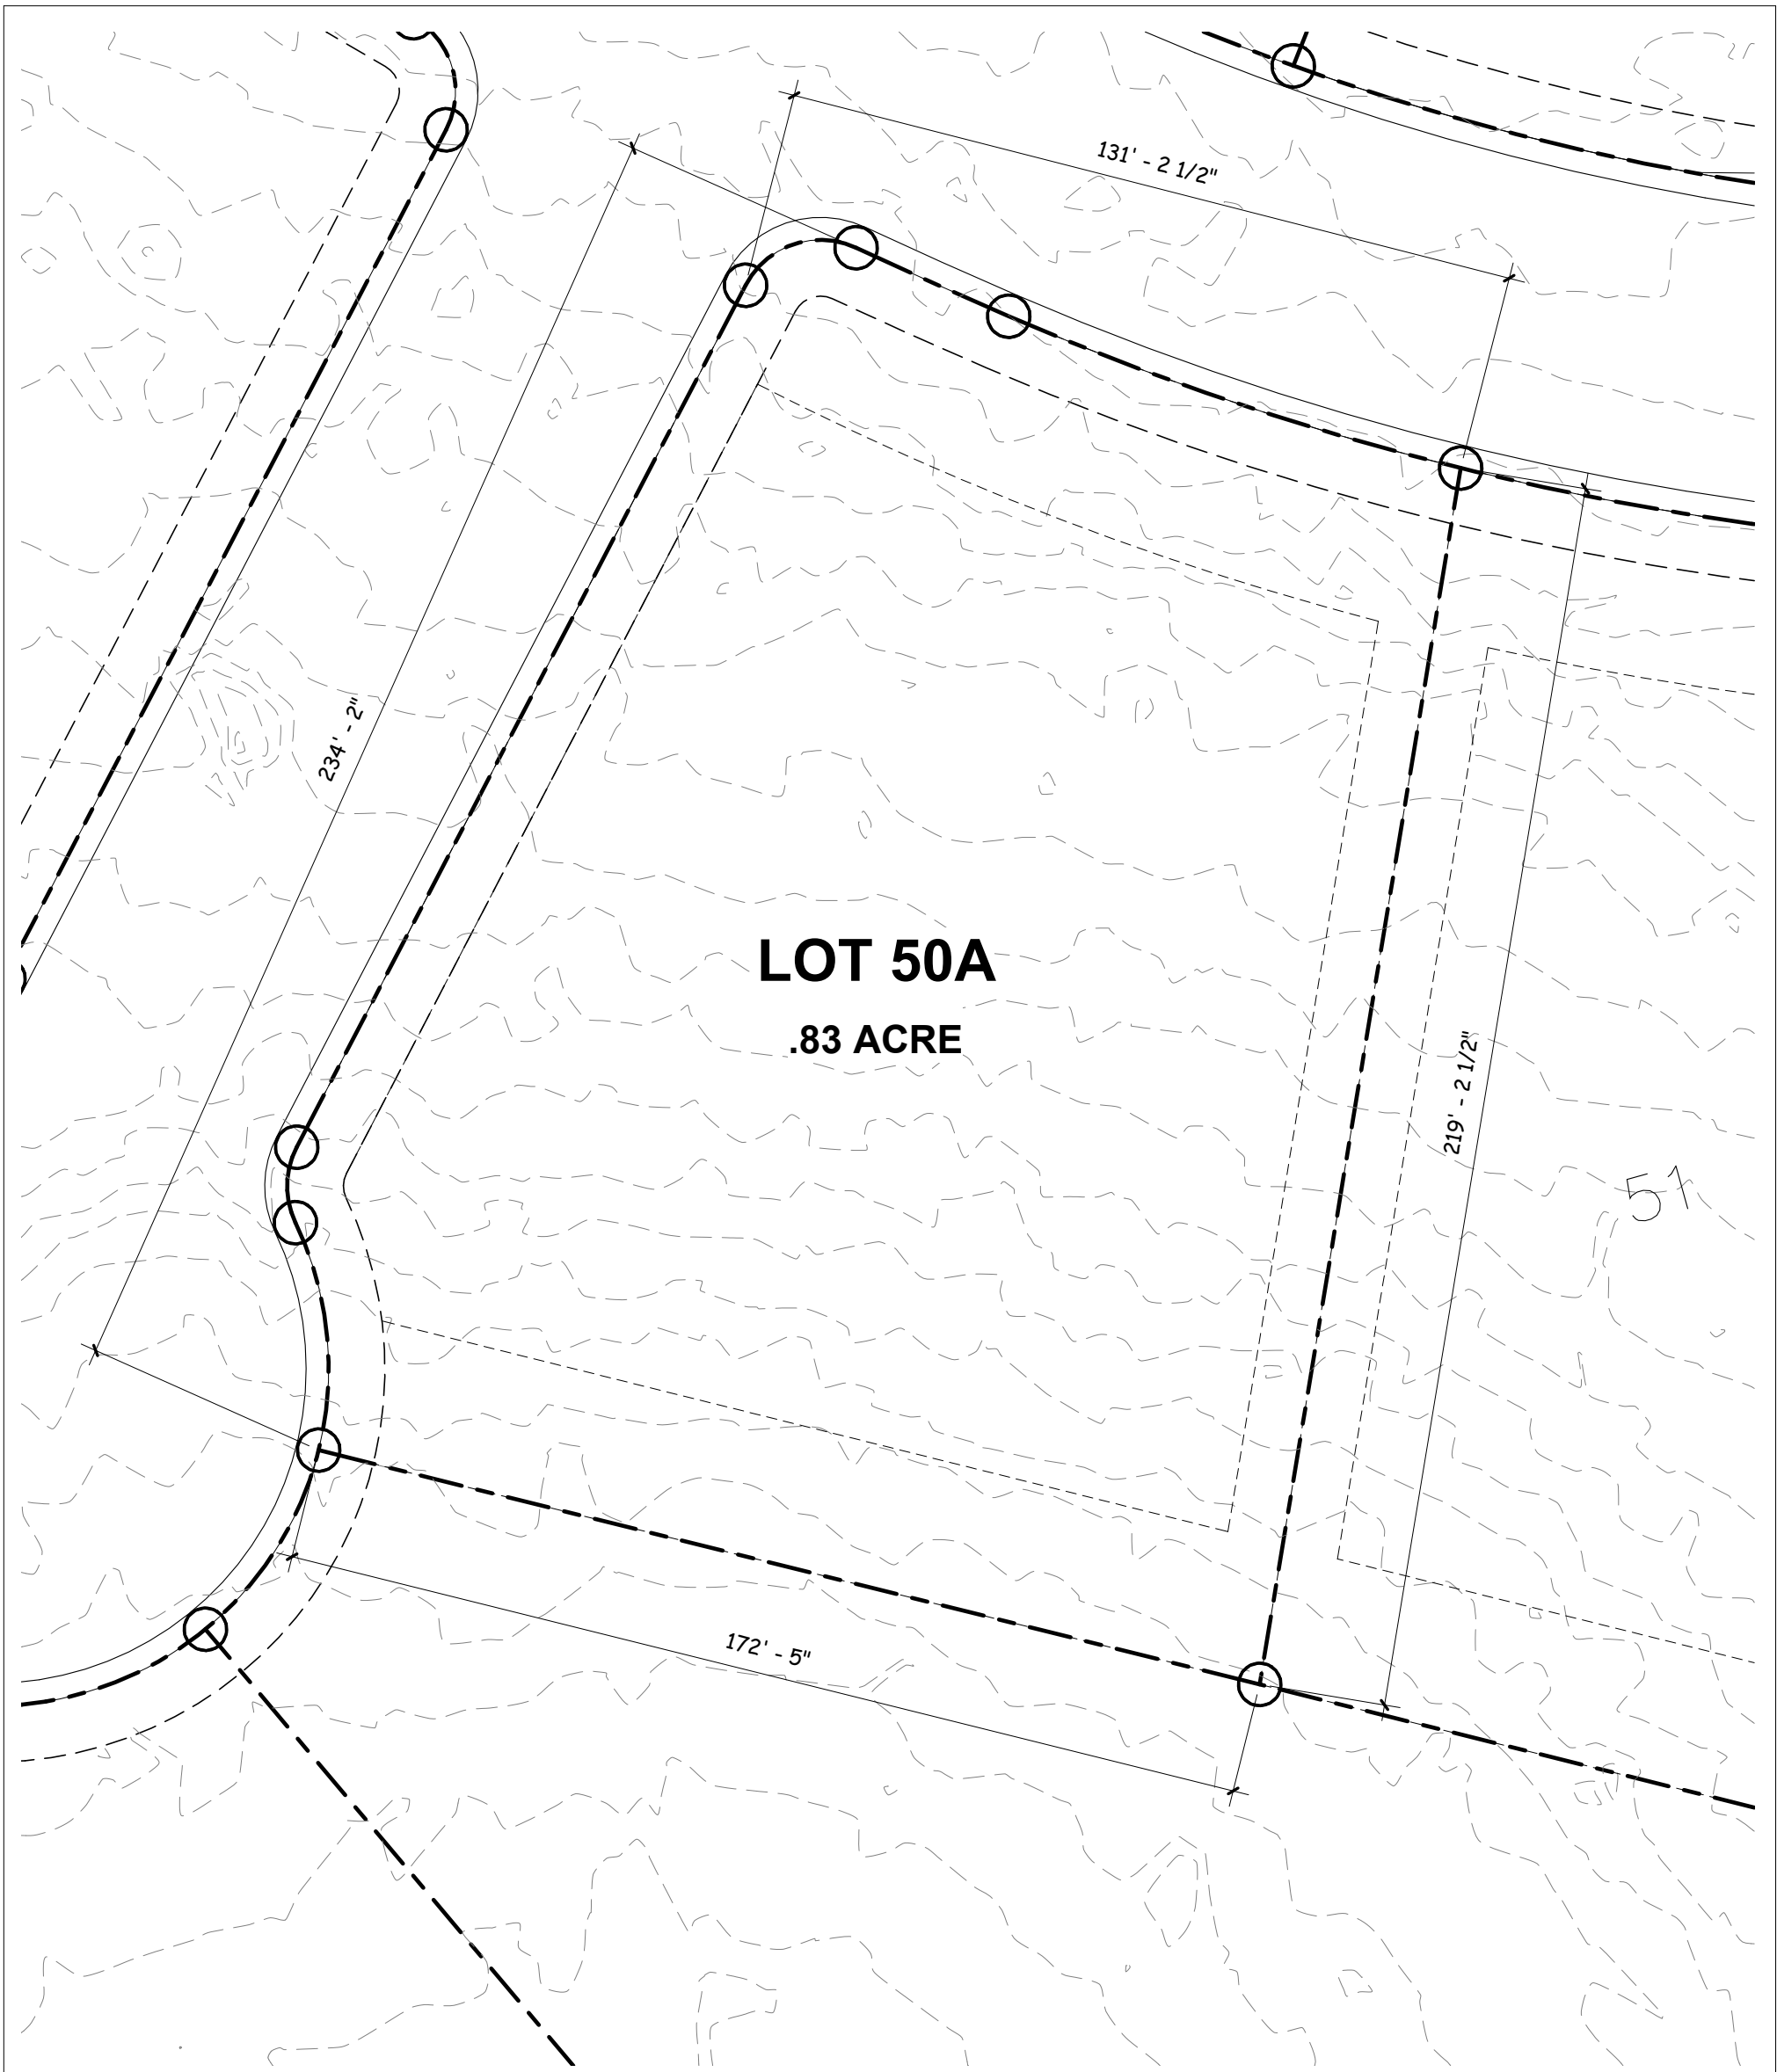 131' - 2 1/2"
234' - 2"
LOT 50A
.83 ACRE
219' - 2 1/2"
51
172' - 5"